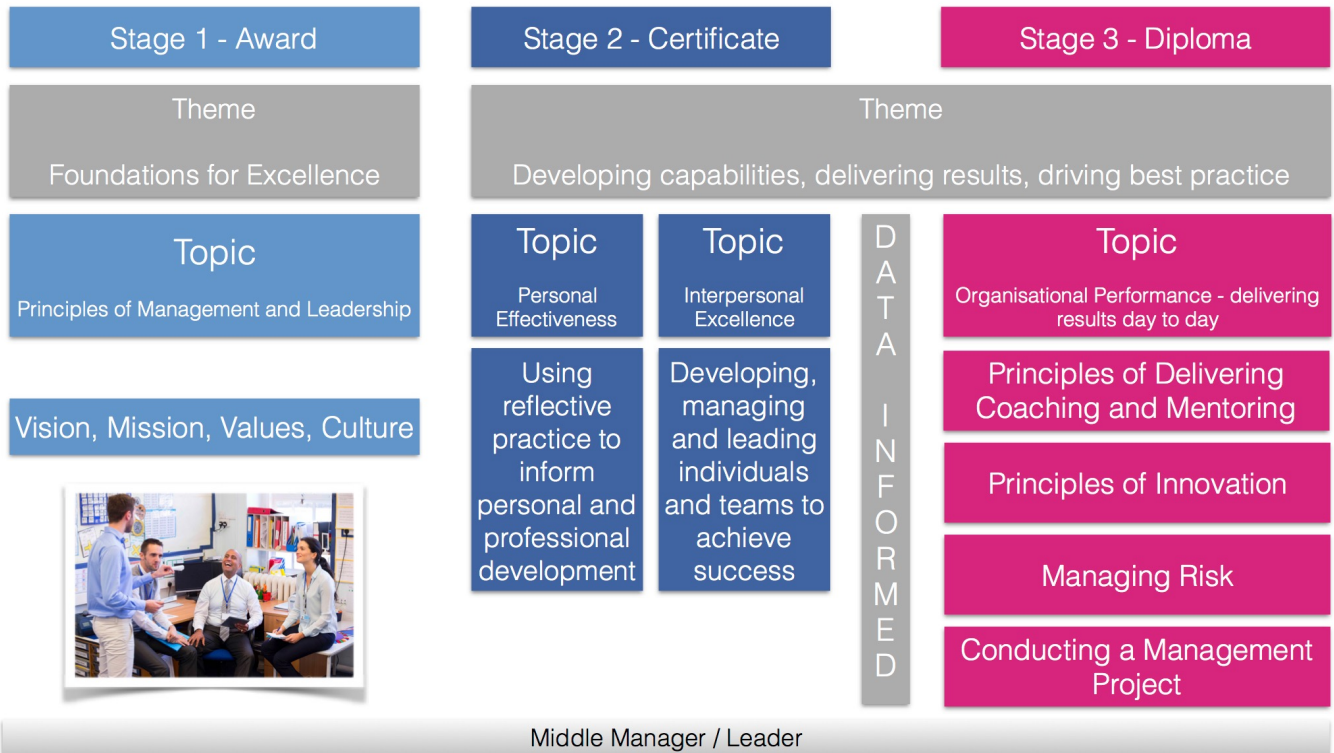 Stage 1 - Award
Stage 2 - Certificate
Stage 3 - Diploma
Theme
Foundations for Excellence
Theme
Developing capabilities, delivering results, driving best practice
Topic
Principles of Management and Leadership
Vision, Mission, Values, Culture
Topic
Personal
Effectiveness
Using
reflective
practice to
inform
personal and
professional
development
Topic
Interpersonal
Excellence
Developing,
managing
and leading
individuals
and teams to
achieve
success
DATA INFORMED
Topic
Organisational Performance - delivering
results day to day
Principles of Delivering
Coaching and Mentoring
Principles of Innovation
Managing Risk
Conducting a Management
Project
Middle Manager / Leader